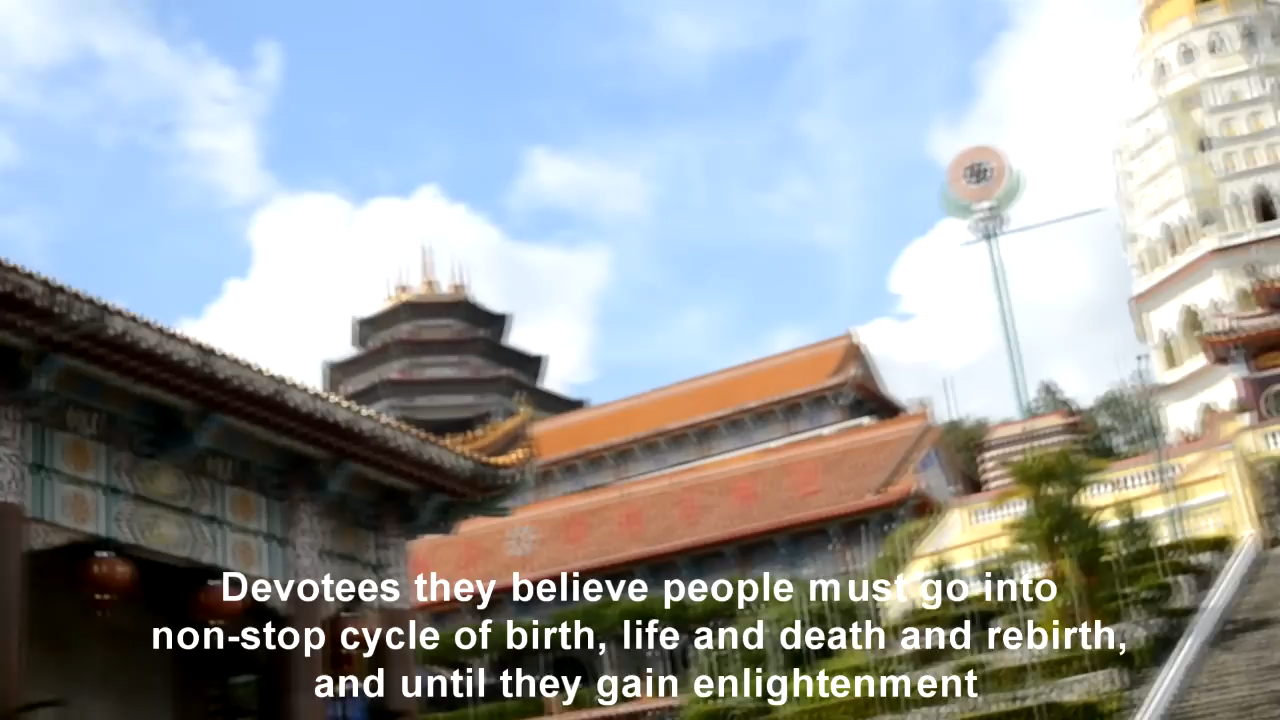 Devotees they believe people must go into
non-stop cycle of birth, life and death and rebirth,
and until they gain enlightenment